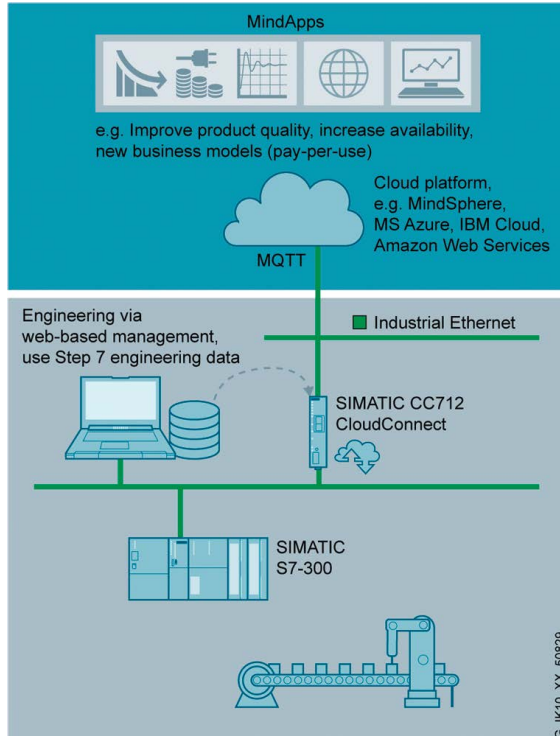 MindApps
e.g. Improve product quality, increase availability,
new business models (pay-per-use)
Cloud platform,
e.g. MindSphere,
MS Azure, IBM Cloud,
Amazon Web Services
MQTT
Engineering via
web-based management,
use Step 7 engineering data
Industrial Ethernet
SIMATIC CC712
CloudConnect
SIMATIC
S7-300